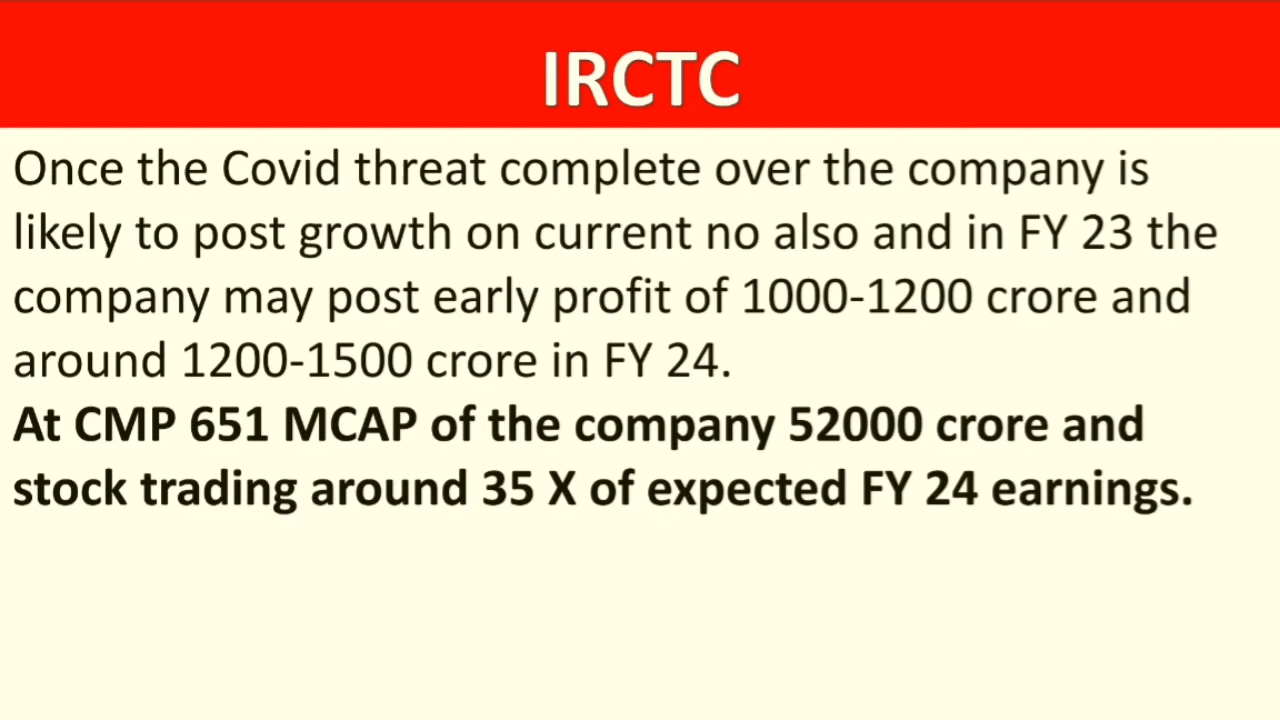 IRCTC
Once the Covid threat complete over the company is
likely to post growth on current no also and in FY 23 the
company may post early profit of 1000-1200 crore and
around 1200-1500 crore in FY 24.
At CMP 651 MCAP of the company 52000 crore and
stock trading around 35 X of expected FY 24 earnings.